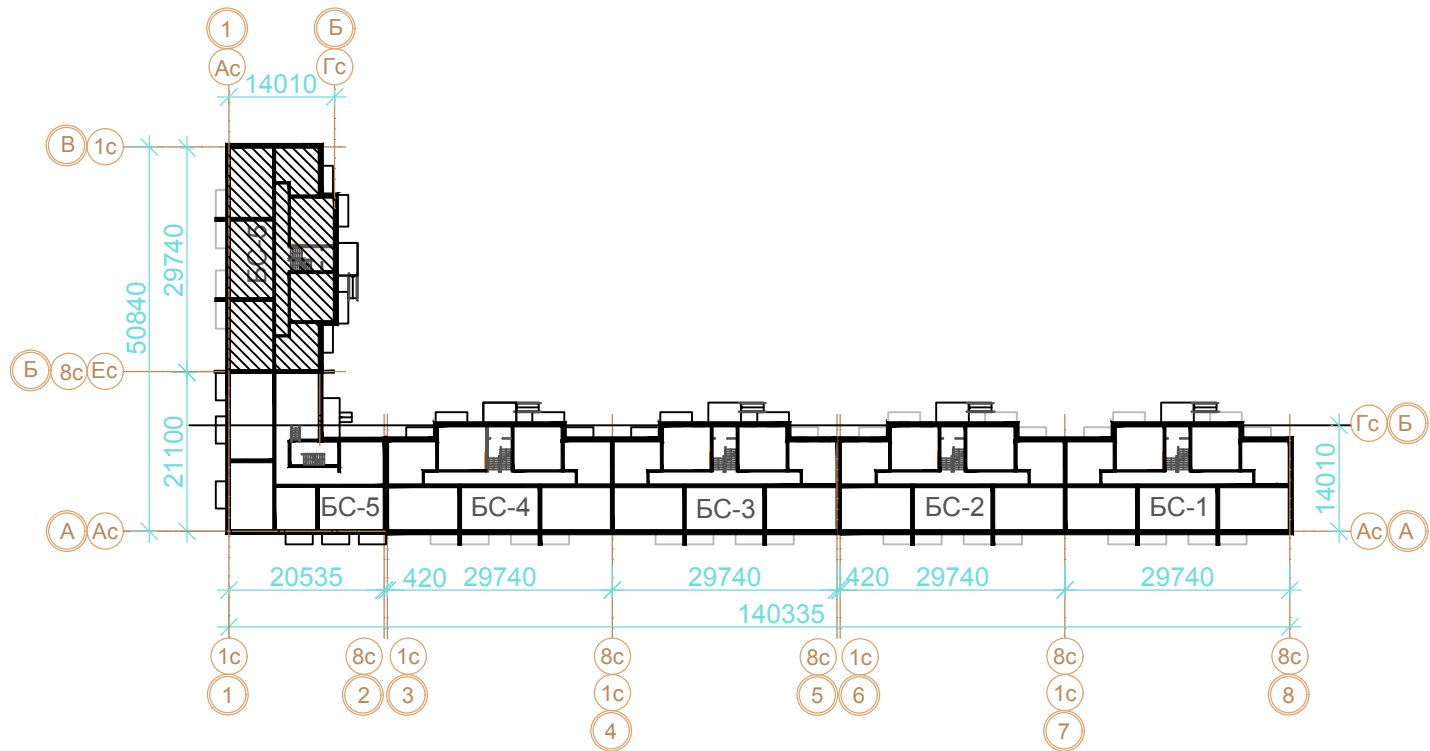 1 Б
Ас Гс
14010
В 1с
29740
50840
БС-6
Б 8с Ес
21100
Гс Б
14010
БС-5 БС-4 БС-3 БС-2 БС-1
А Ас Ас А
20535 420 29740 29740 420 29740 29740
140335
1с 8с 1с 8с 8с 1с 8с 8с
1 2 3 1с 5 6 1с 8
4 7